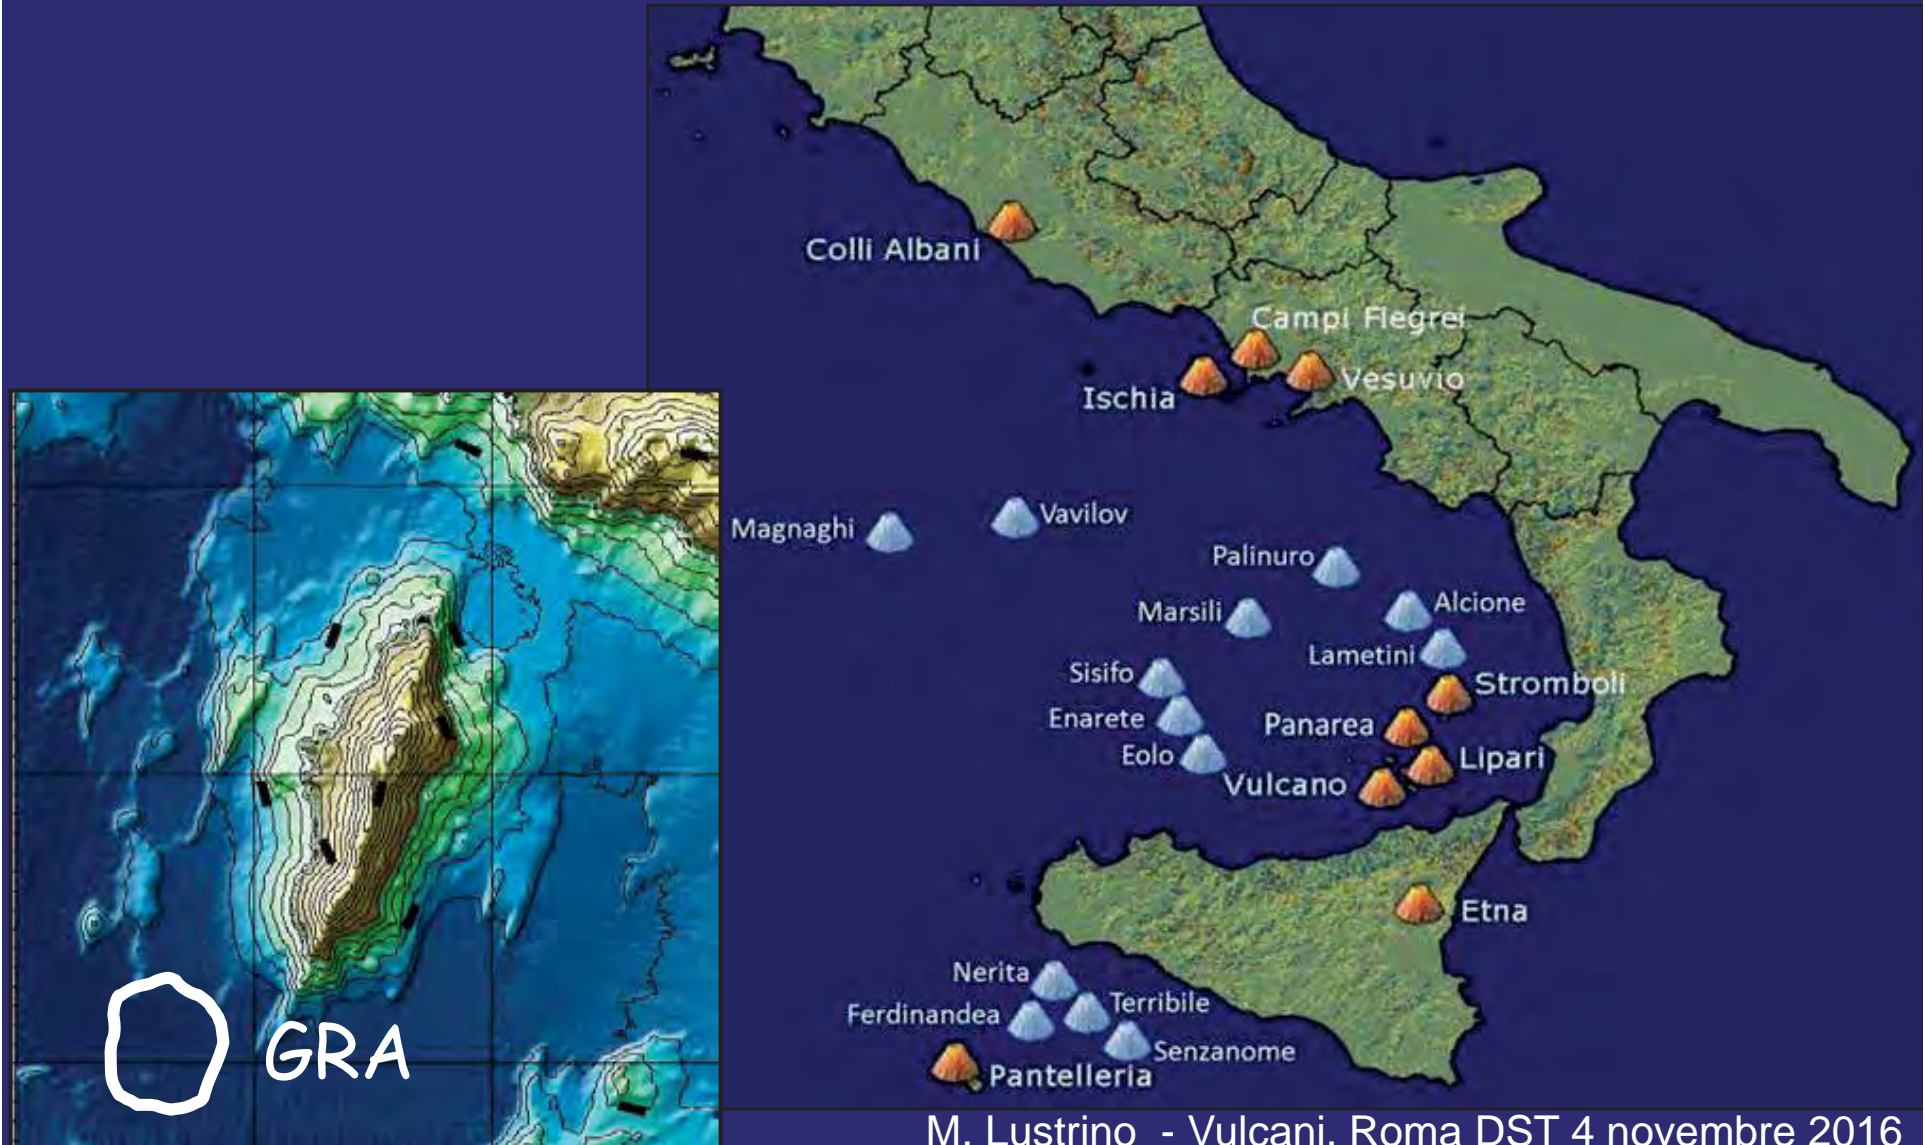 Colli Albani
Campi Flegrei
Vesuvio
Ischia
Magnaghi
Vavilov
Palinuro
Alcione
Marsili
Lametini
Sisifo
Stromboli
Enarete
Panarea
Eolo
Lipari
Vulcano
Etna
Nerita
Terribile
Ferdinandea
Senzanome
Pantelleria
GRA
M. Lustrino - Vulcani, Roma DST 4 novembre 2016